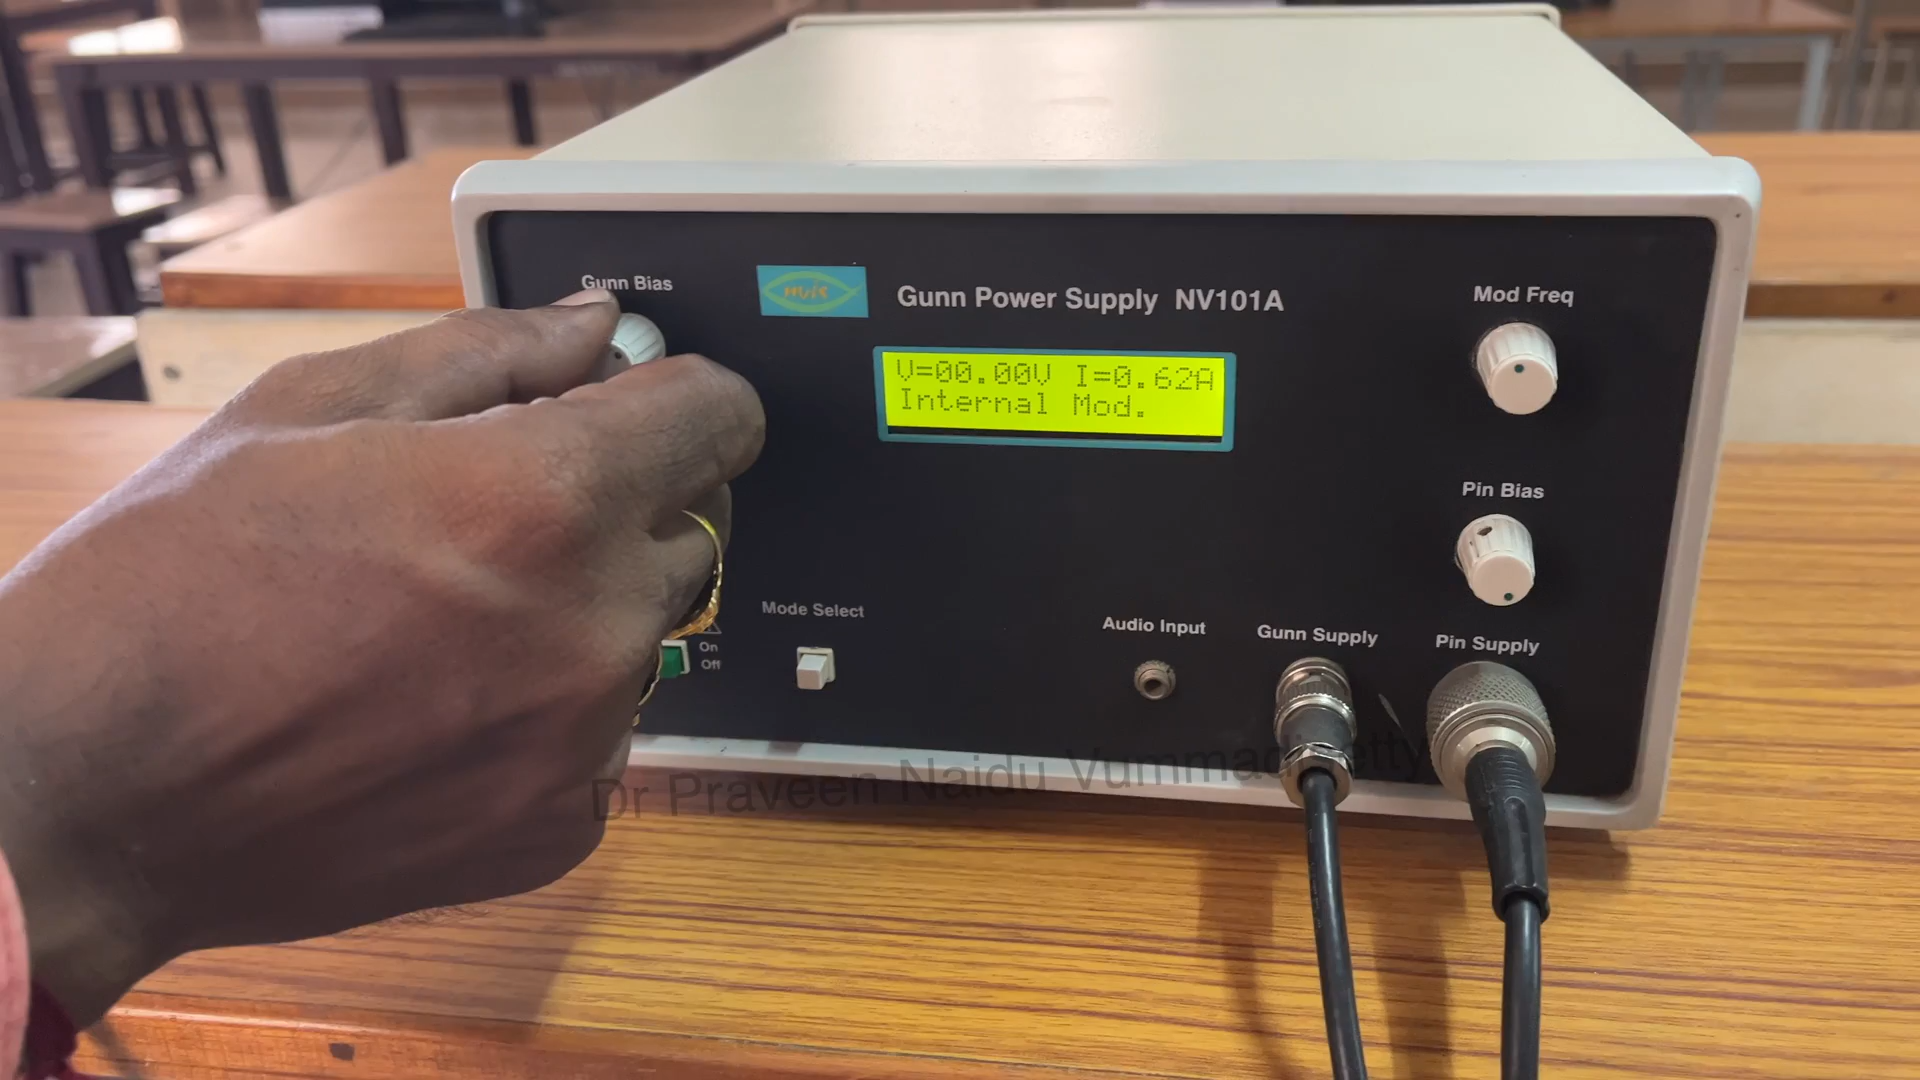 Gunn Bias
NVIS
Gunn Power Supply NV101A
Mod Freq
V=00.00V I=0.62A
Internal Mod.
Pin Bias
Mode Select
On
Off
Audio Input
Gunn Supply
Pin Supply
Dr Praveen Naidu Vummadisetty